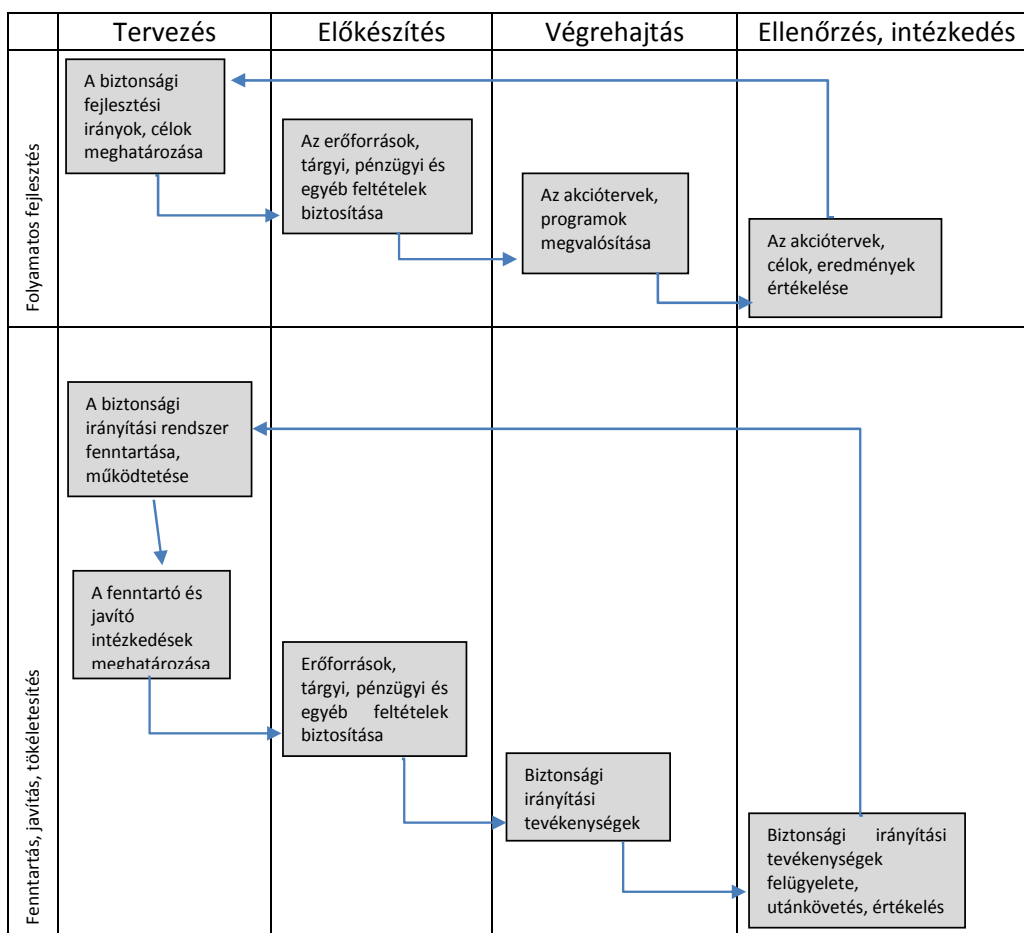 Tervezés
Előkészítés
Végrehajtás
Ellenőrzés, intézkedés
Folyamatos fejlesztés
A biztonsági
fejlesztési
irányok, célok
meghatározása
Az erőforrások,
tárgyi, pénzügyi és
egyéb feltételek
biztosítása
Az akciótervek,
programok
megvalósítása
Az akciótervek,
célok, eredmények
értékelése
Fenntartás, javítás, tökéletesítés
A biztonsági
irányítási rendszer
fenntartása,
működtetése
A fenntartó és
javító
intézkedések
meghatározása
Erőforrások,
tárgyi, pénzügyi és
egyéb feltételek
biztosítása
Biztonsági
irányítási
tevékenységek
Biztonsági irányítási
tevékenységek
felügyelete,
utánkövetés, értékelés